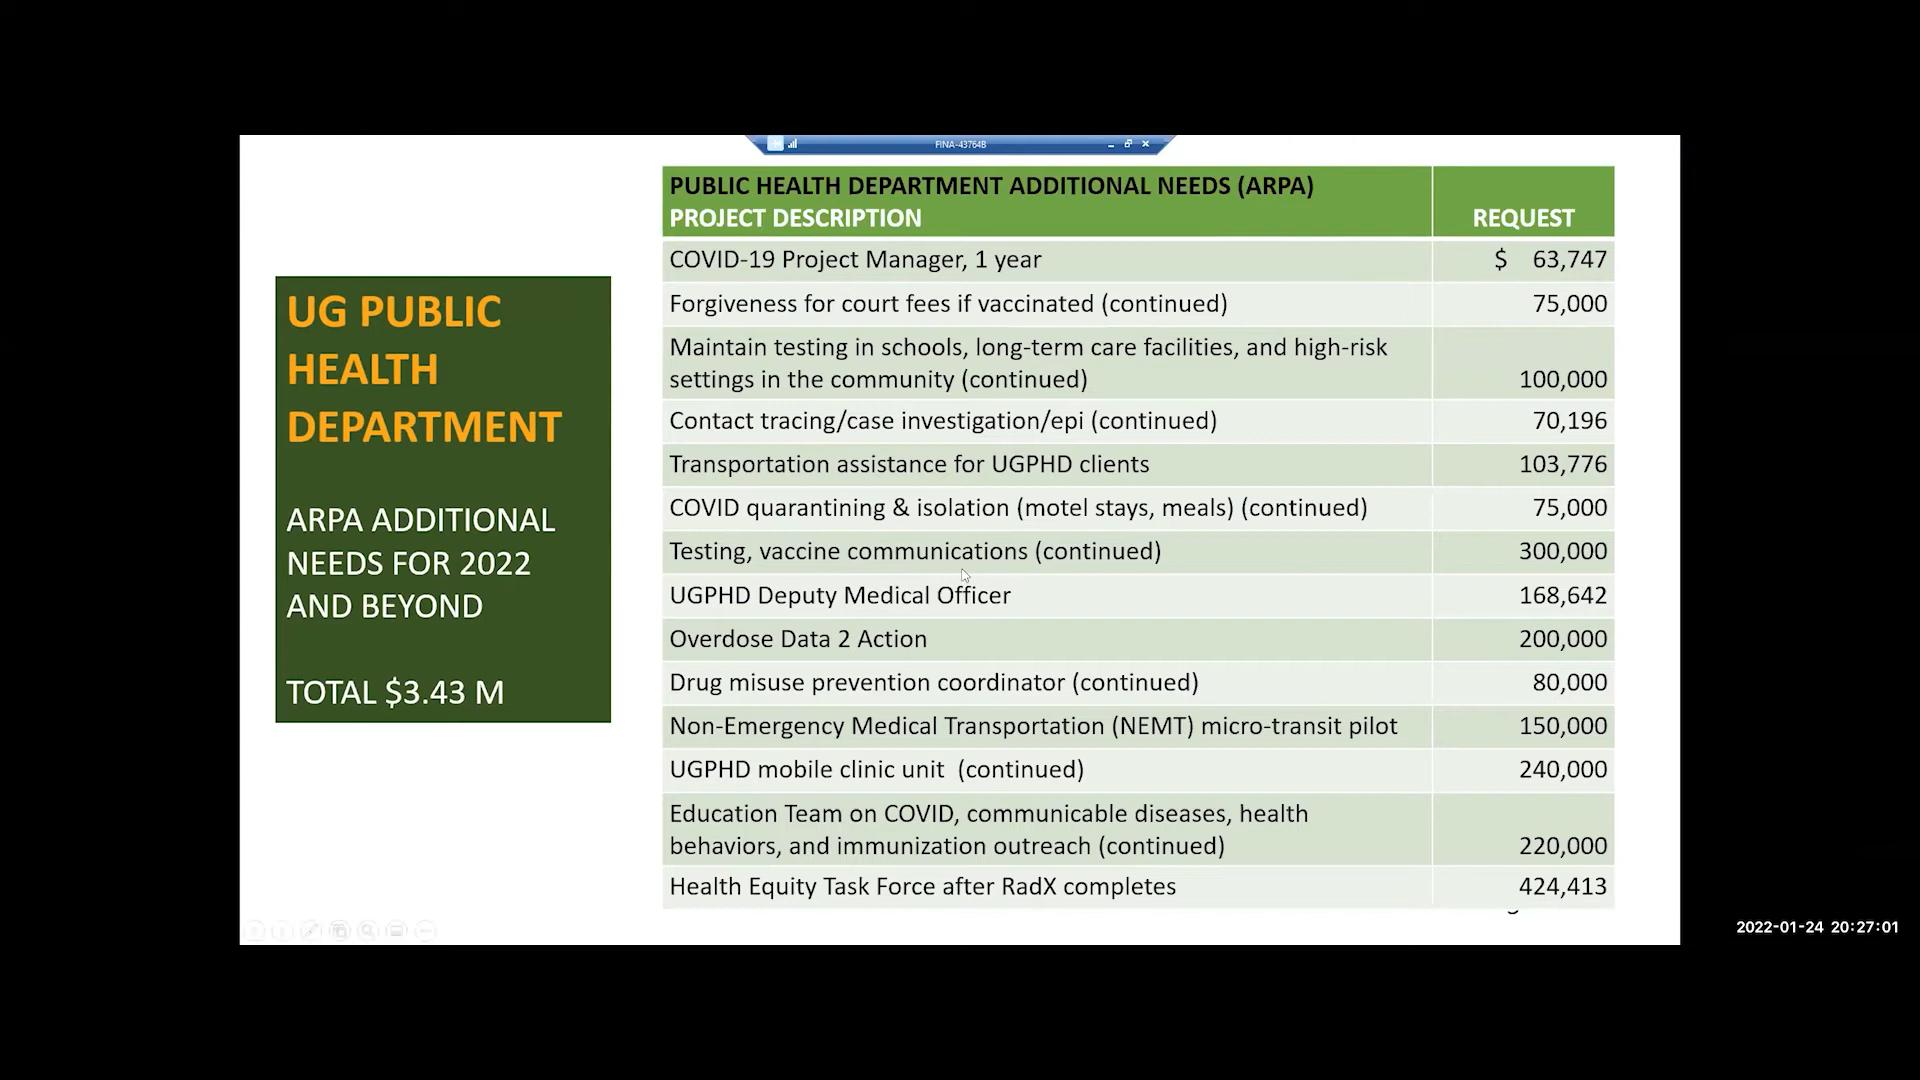 FINA-43764B
UG PUBLIC
HEALTH
DEPARTMENT
ARPA ADDITIONAL
NEEDS FOR 2022
AND BEYOND
TOTAL $3.43 M
PUBLIC HEALTH DEPARTMENT ADDITIONAL NEEDS (ARPA)
PROJECT DESCRIPTION REQUEST
COVID-19 Project Manager, 1 year $ 63,747
Forgiveness for court fees if vaccinated (continued) 75,000
Maintain testing in schools, long-term care facilities, and high-risk
settings in the community (continued) 100,000
Contact tracing/case investigation/epi (continued) 70,196
Transportation assistance for UGPHD clients 103,776
COVID quarantining & isolation (motel stays, meals) (continued) 75,000
Testing, vaccine communications (continued) 300,000
UGPHD Deputy Medical Officer 168,642
Overdose Data 2 Action 200,000
Drug misuse prevention coordinator (continued) 80,000
Non-Emergency Medical Transportation (NEMT) micro-transit pilot 150,000
UGPHD mobile clinic unit (continued) 240,000
Education Team on COVID, communicable diseases, health
behaviors, and immunization outreach (continued) 220,000
Health Equity Task Force after RadX completes 424,413
2022-01-24 20:27:01